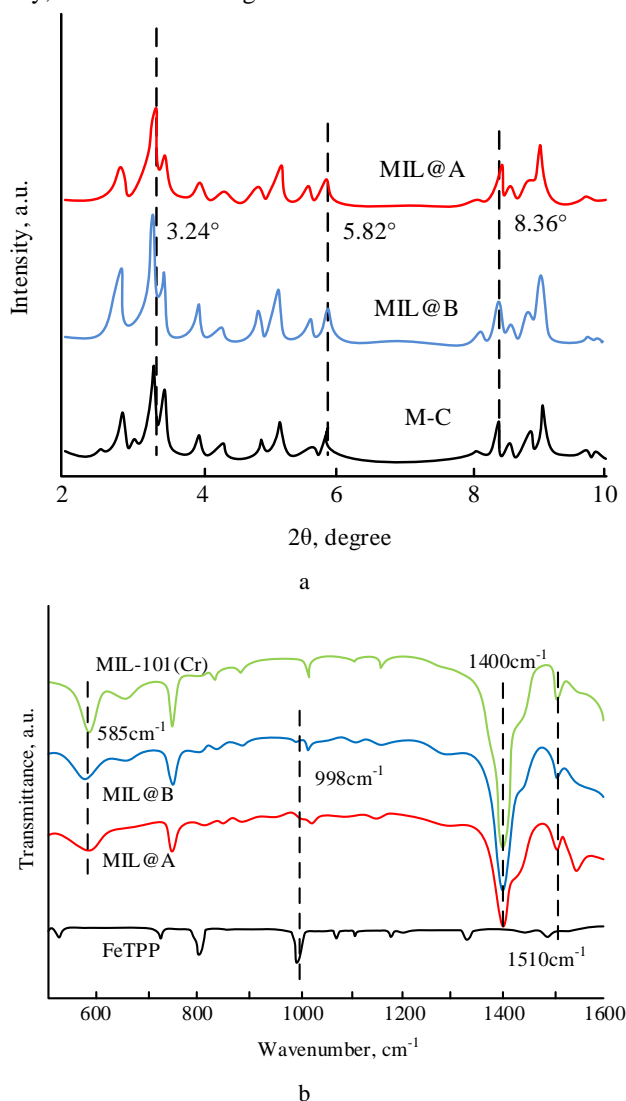 MIL@A
3.24°
5.82°
8.36°
MIL@B
M-C
Intensity, a.u.
2
4
6
8
10
2θ, degree
a
MIL-101(Cr)
1400cm⁻¹
585cm⁻¹
998cm⁻¹
MIL@B
MIL@A
FeTPP
1510cm⁻¹
Transmittance, a.u.
600
800
1000
1200
1400
1600
Wavenumber, cm⁻¹
b